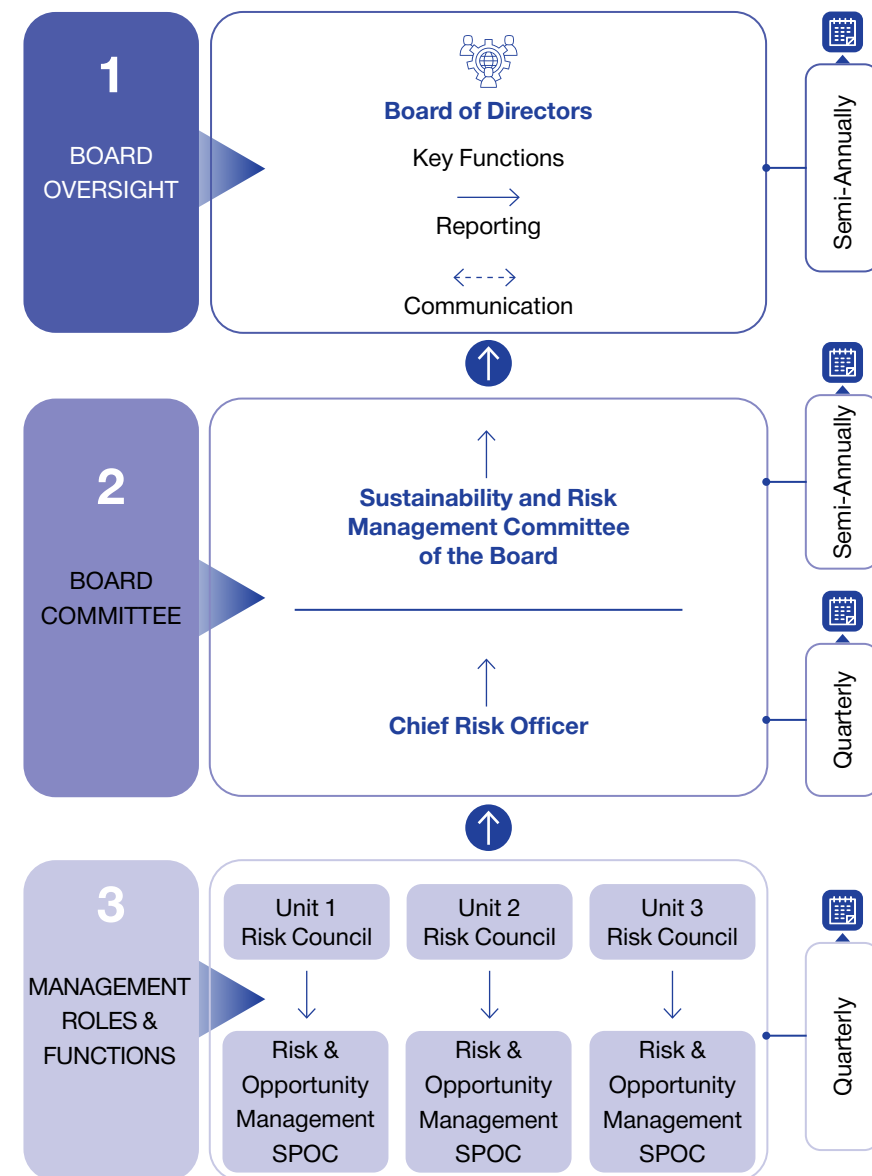 1
BOARD
OVERSIGHT
Board of Directors
Key Functions
Reporting
Communication
Semi-Annually
2
BOARD
COMMITTEE
Sustainability and Risk
Management Committee
of the Board
Semi-Annually
Chief Risk Officer
Quarterly
3
MANAGEMENT
ROLES &
FUNCTIONS
Unit 1
Risk Council
Unit 2
Risk Council
Unit 3
Risk Council
Risk &
Opportunity
Management
SPOC
Risk &
Opportunity
Management
SPOC
Risk &
Opportunity
Management
SPOC
Quarterly